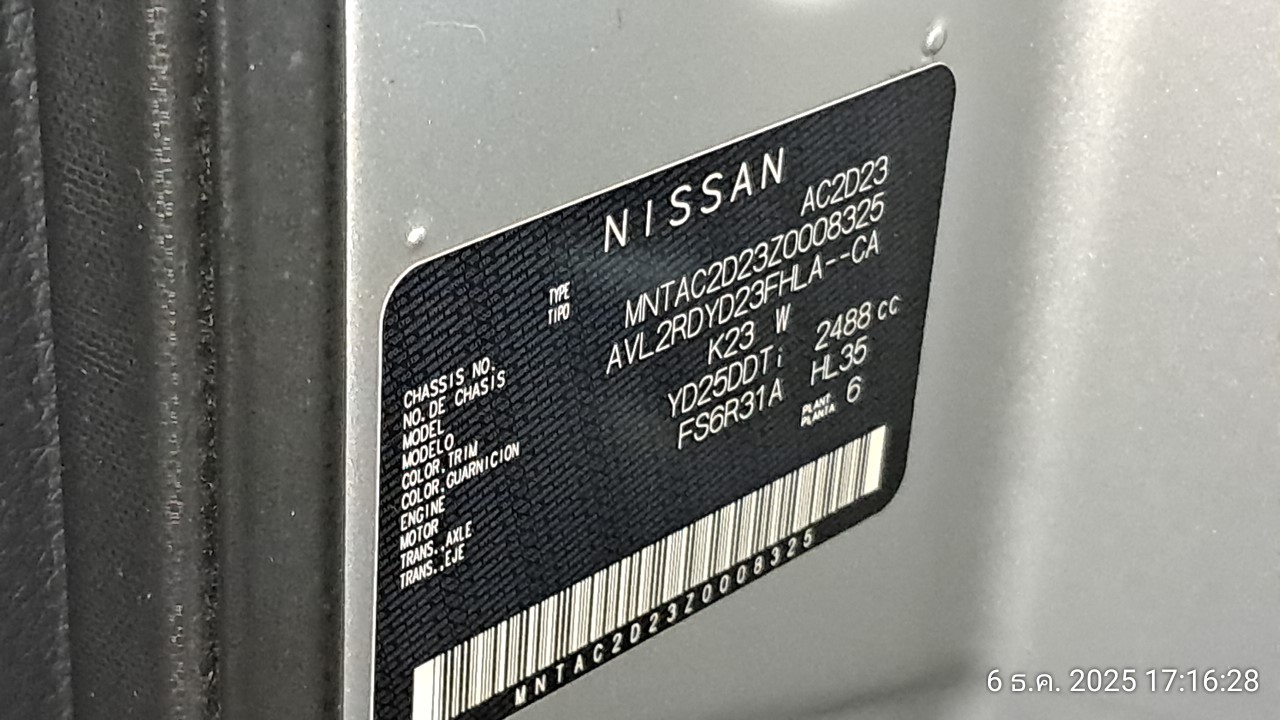 NISSAN
TYPE
TIPO
AC2D23
CHASSIS NO.
NO. DE CHASIS
MNTAC2D23Z0008325
MODEL
MODELO
AVL2RDYD23FHLA--CA
COLOR,TRIM
COLOR,GUARNICION
K23 W
ENGINE
MOTOR
YD25DDTi 2488 cc
TRANS.,AXLE
TRANS.,EJE
FS6R31A HL35
PLANT
PLANTA
6
MNTAC2D23Z0008325
6 ธ.ค. 2025 17:16:28